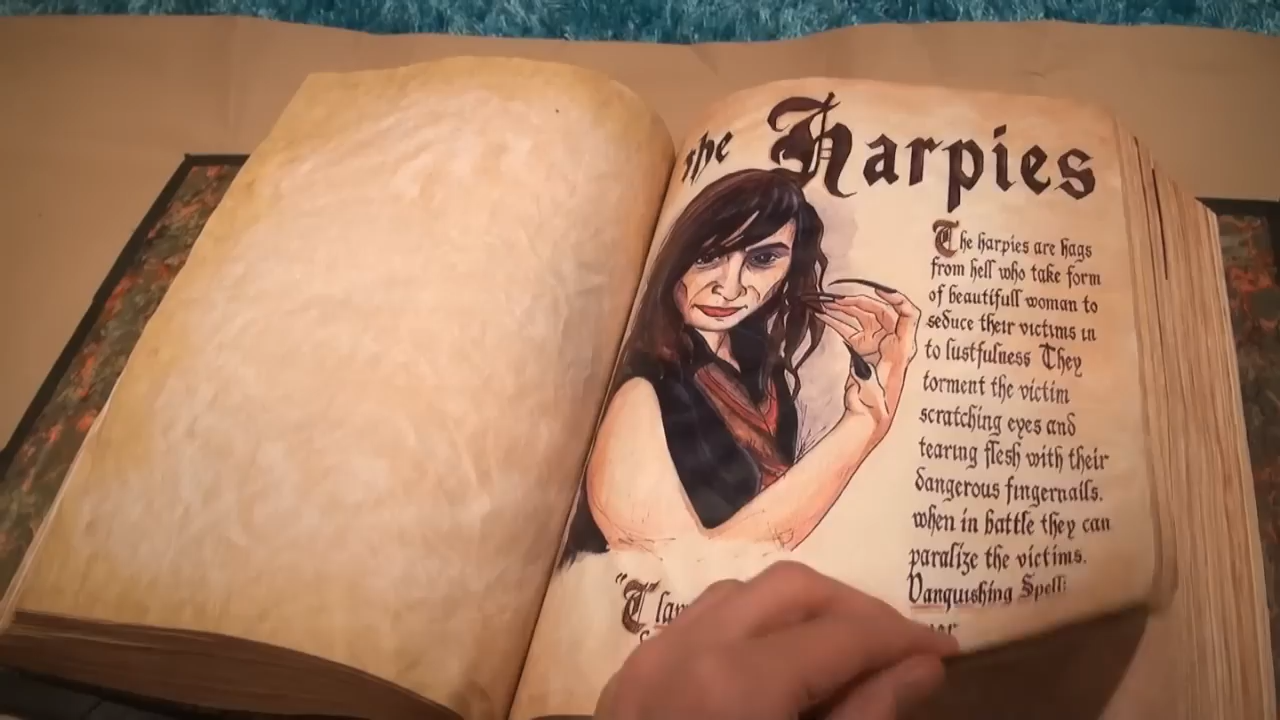 the Harpies
The harpies are hags
from hell who take form
of beautifull woman to
seduce their victims in
to lustfulness They
torment the victim
scratching eyes and
tearing flesh with their
dangerous fingernails.
when in battle they can
paralize the victims.
Vanquishing Spell: